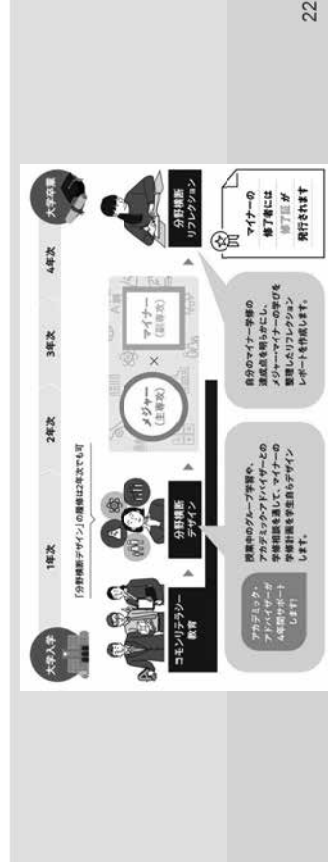 大学入学
1年次
2年次
3年次
4年次
大学卒業
「分野横断デザイン」の履修は2年次でも可
コモンリテラシー
教育
分野横断
デザイン
メジャー
(主専攻)
×
マイナー
(副専攻)
分野横断
リフレクション
アカデミック・
アドバイザーが
4年間サポート
します!
授業中のグループ学習や、
アカデミック・アドバイザーとの
学修相談を通して、マイナーの
学修計画を学生自らデザイン
します。
自分のマイナー学修の
達成点を明らかにし、
メジャー・マイナーの学びを
整理したリフレクション
レポートを作成します。
マイナーの
修了者には
修了証 が
発行されます
22